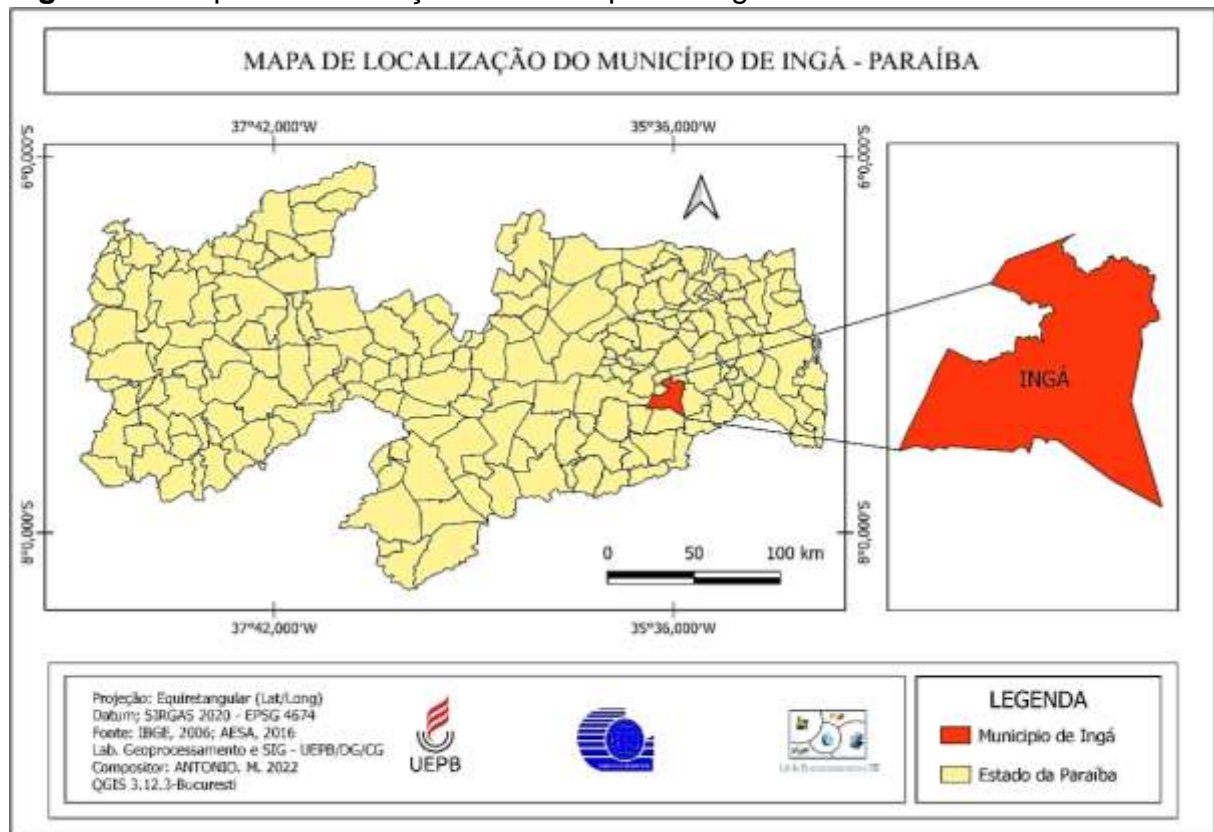 MAPA DE LOCALIZAÇÃO DO MUNICÍPIO DE INGÁ - PARAÍBA
37°42,000'W 35°36,000'W
6°0,000'S 6°0,000'S
INGÁ
8°0,000'S 8°0,000'S
0 50 100 km
37°42,000'W 35°36,000'W
Projeção: Equiretangular (Lat/Long)
Datum; SIRGAS 2020 - EPSG 4674
Fonte: IBGE, 2006; AESA, 2016
Lab. Geoprocessamento e SIG - UEPB/DG/CG
Compositor: ANTONIO. M. 2022
QGIS 3.12.3-Bucuresti
UEPB
LEGENDA
Municipio de Ingá
Estado da Paraíba